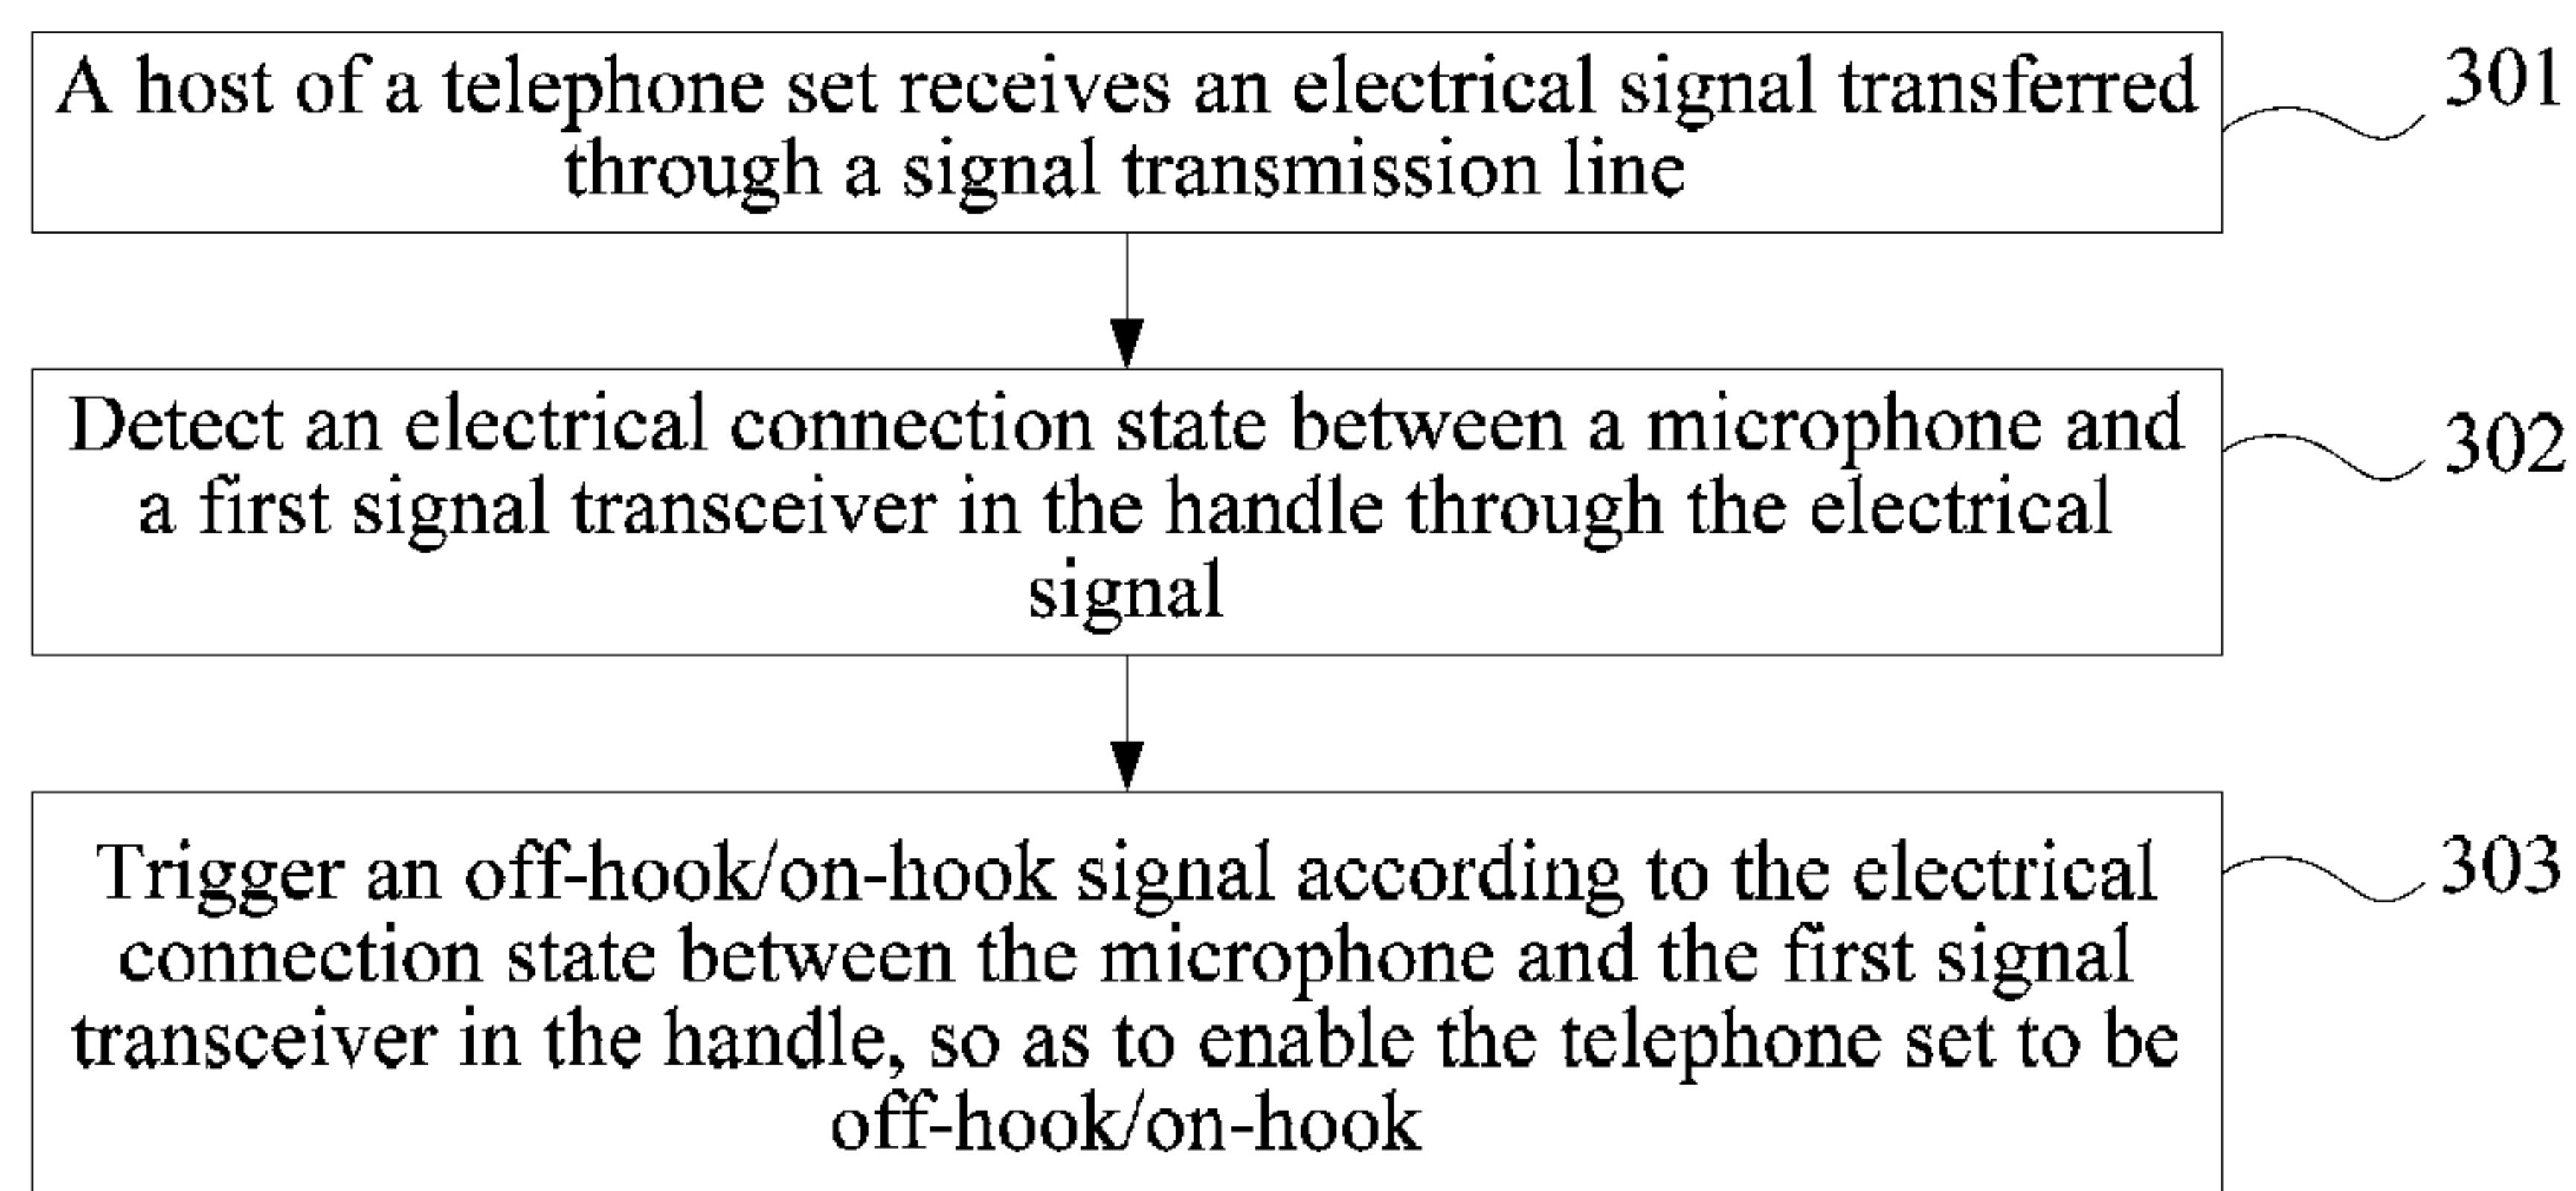 A host of a telephone set receives an electrical signal transferred
through a signal transmission line
301
Detect an electrical connection state between a microphone and
a first signal transceiver in the handle through the electrical
signal
302
Trigger an off-hook/on-hook signal according to the electrical
connection state between the microphone and the first signal
transceiver in the handle, so as to enable the telephone set to be
off-hook/on-hook
303